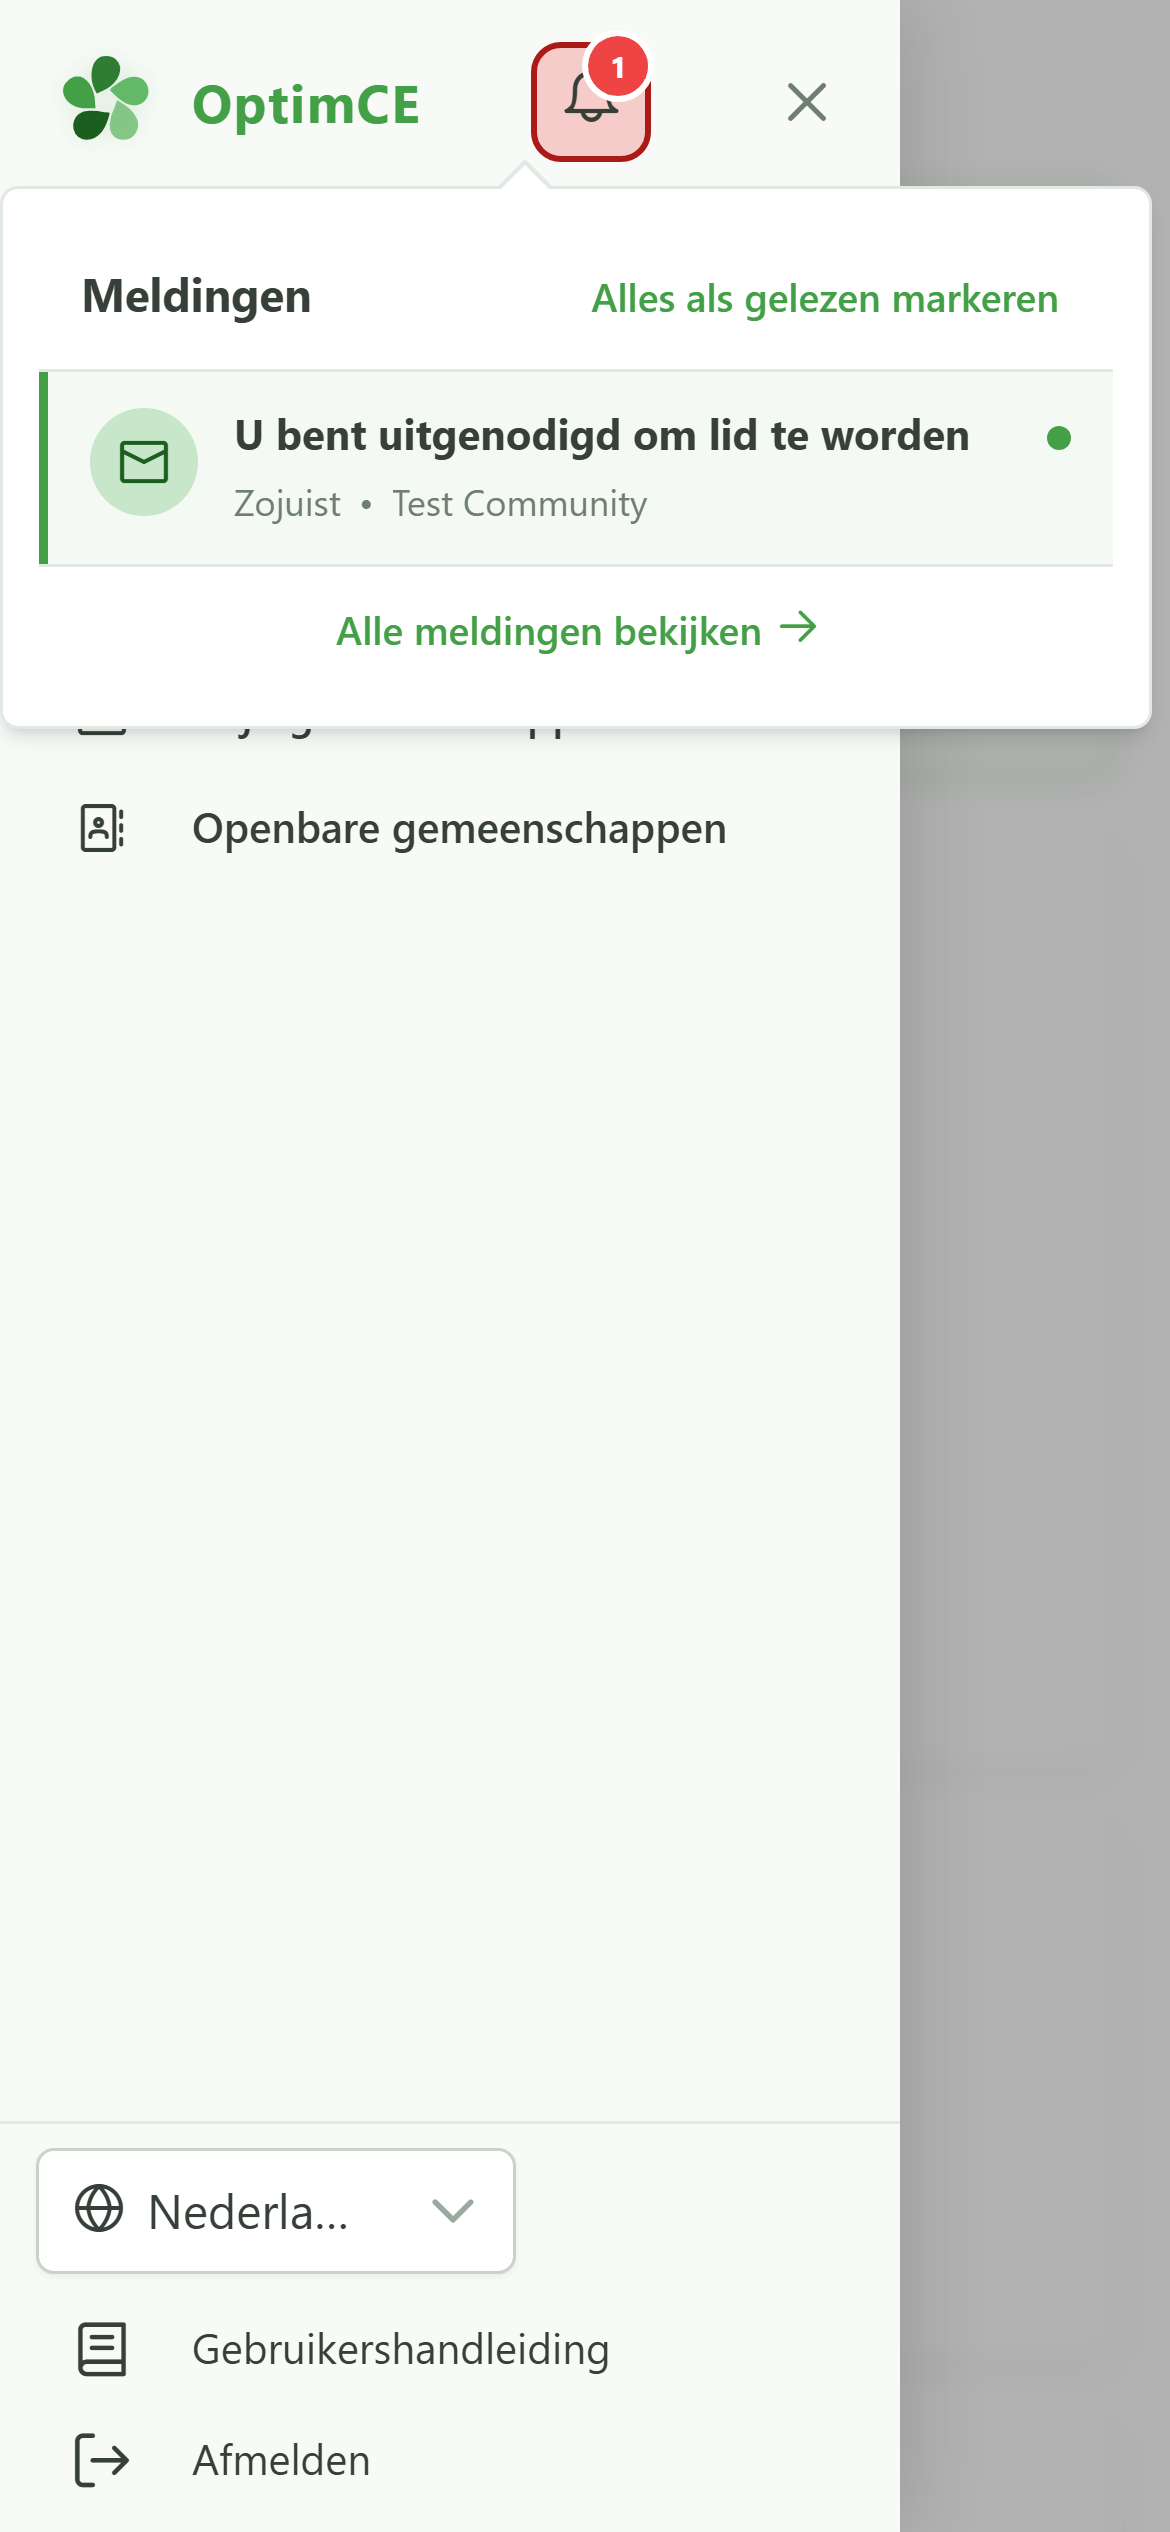 OptimCE
1
Meldingen
Alles als gelezen markeren
U bent uitgenodigd om lid te worden
Zojuist • Test Community
Alle meldingen bekijken
Openbare gemeenschappen
Nederla...
Gebruikershandleiding
Afmelden